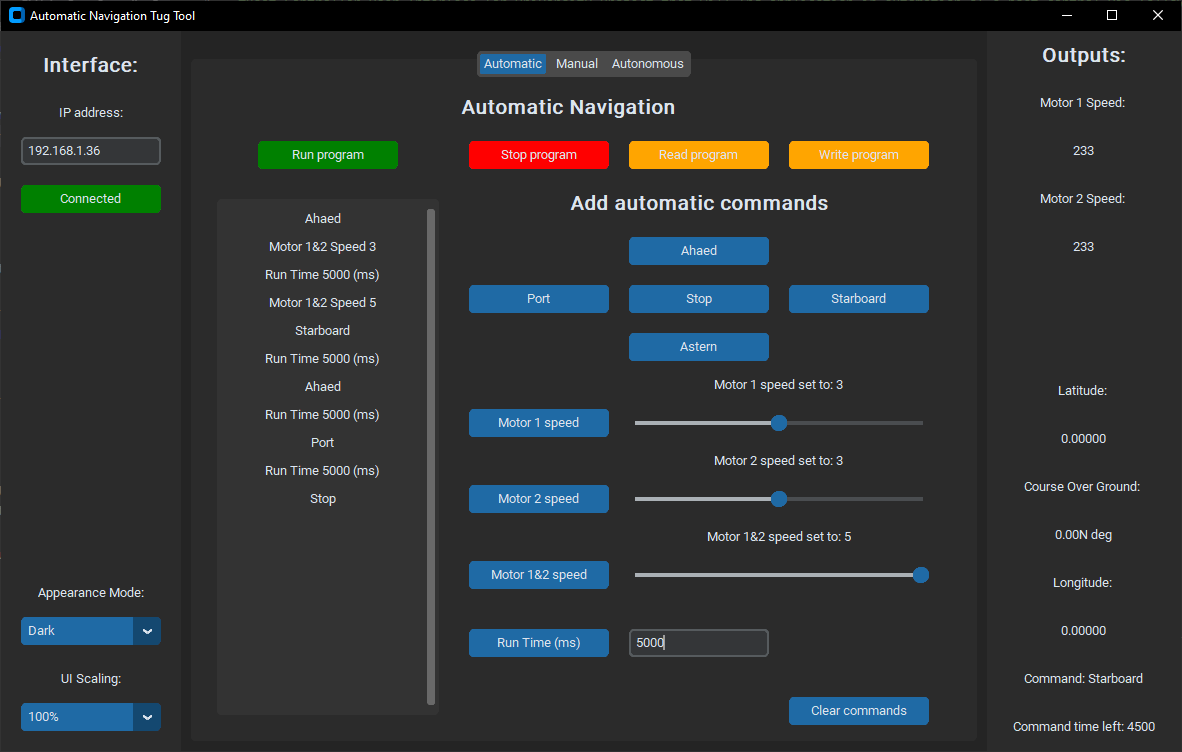 Automatic Navigation Tug Tool
Interface:
IP address:
192.168.1.36
Connected
Appearance Mode:
Dark
UI Scaling:
100%
Automatic Manual Autonomous
Automatic Navigation
Run program
Stop program
Read program
Write program
Ahaed
Motor 1&2 Speed 3
Run Time 5000 (ms)
Motor 1&2 Speed 5
Starboard
Run Time 5000 (ms)
Ahaed
Run Time 5000 (ms)
Port
Run Time 5000 (ms)
Stop
Add automatic commands
Ahaed
Port
Stop
Starboard
Astern
Motor 1 speed set to: 3
Motor 1 speed
Motor 2 speed set to: 3
Motor 2 speed
Motor 1&2 speed set to: 5
Motor 1&2 speed
Run Time (ms)
5000
Clear commands
Outputs:
Motor 1 Speed:
233
Motor 2 Speed:
233
Latitude:
0.00000
Course Over Ground:
0.00N deg
Longitude:
0.00000
Command: Starboard
Command time left: 4500